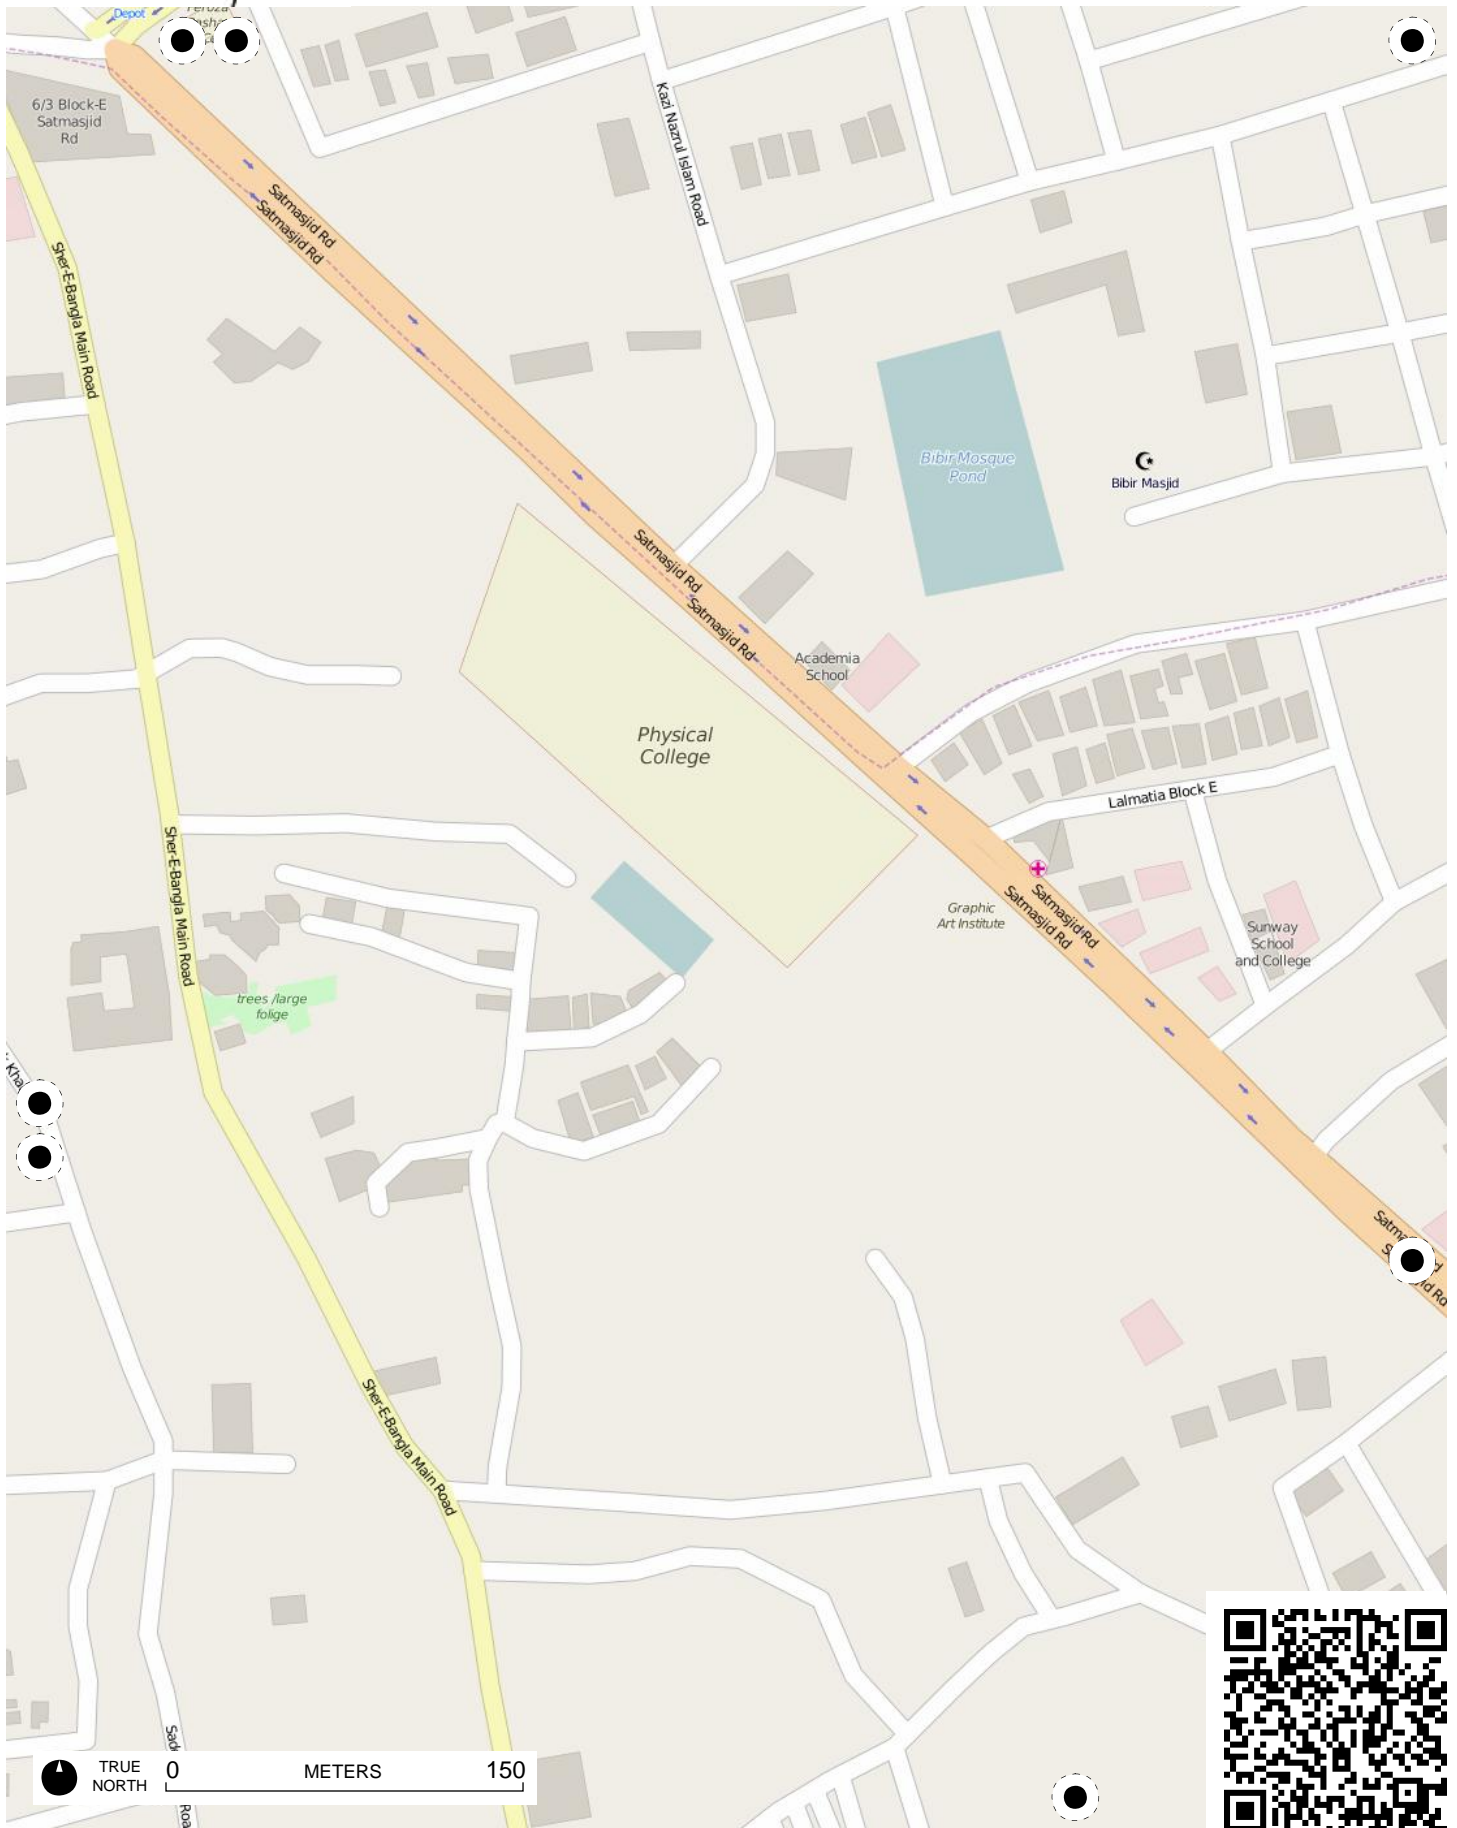 Depot
Feroza
6/3 Block-E
Satmasjid
Rd
Kazi Nazrul Islam Road
Satmasjid Rd
Satmasjid Rd
Sher-E-Bangla Main Road
Bibir Mosque
Pond
Bibir Masjid
Satmasjid Rd
Satmasjid Rd
Academia
School
Physical
College
Lalmatia Block E
Sher-E-Bangla Main Road
Satmasjid Rd
Satmasjid Rd
Graphic
Art Institute
Sunway
School
and College
trees /large
folige
Sher-E-Bangla Main Road
TRUE
NORTH
0
METERS
150